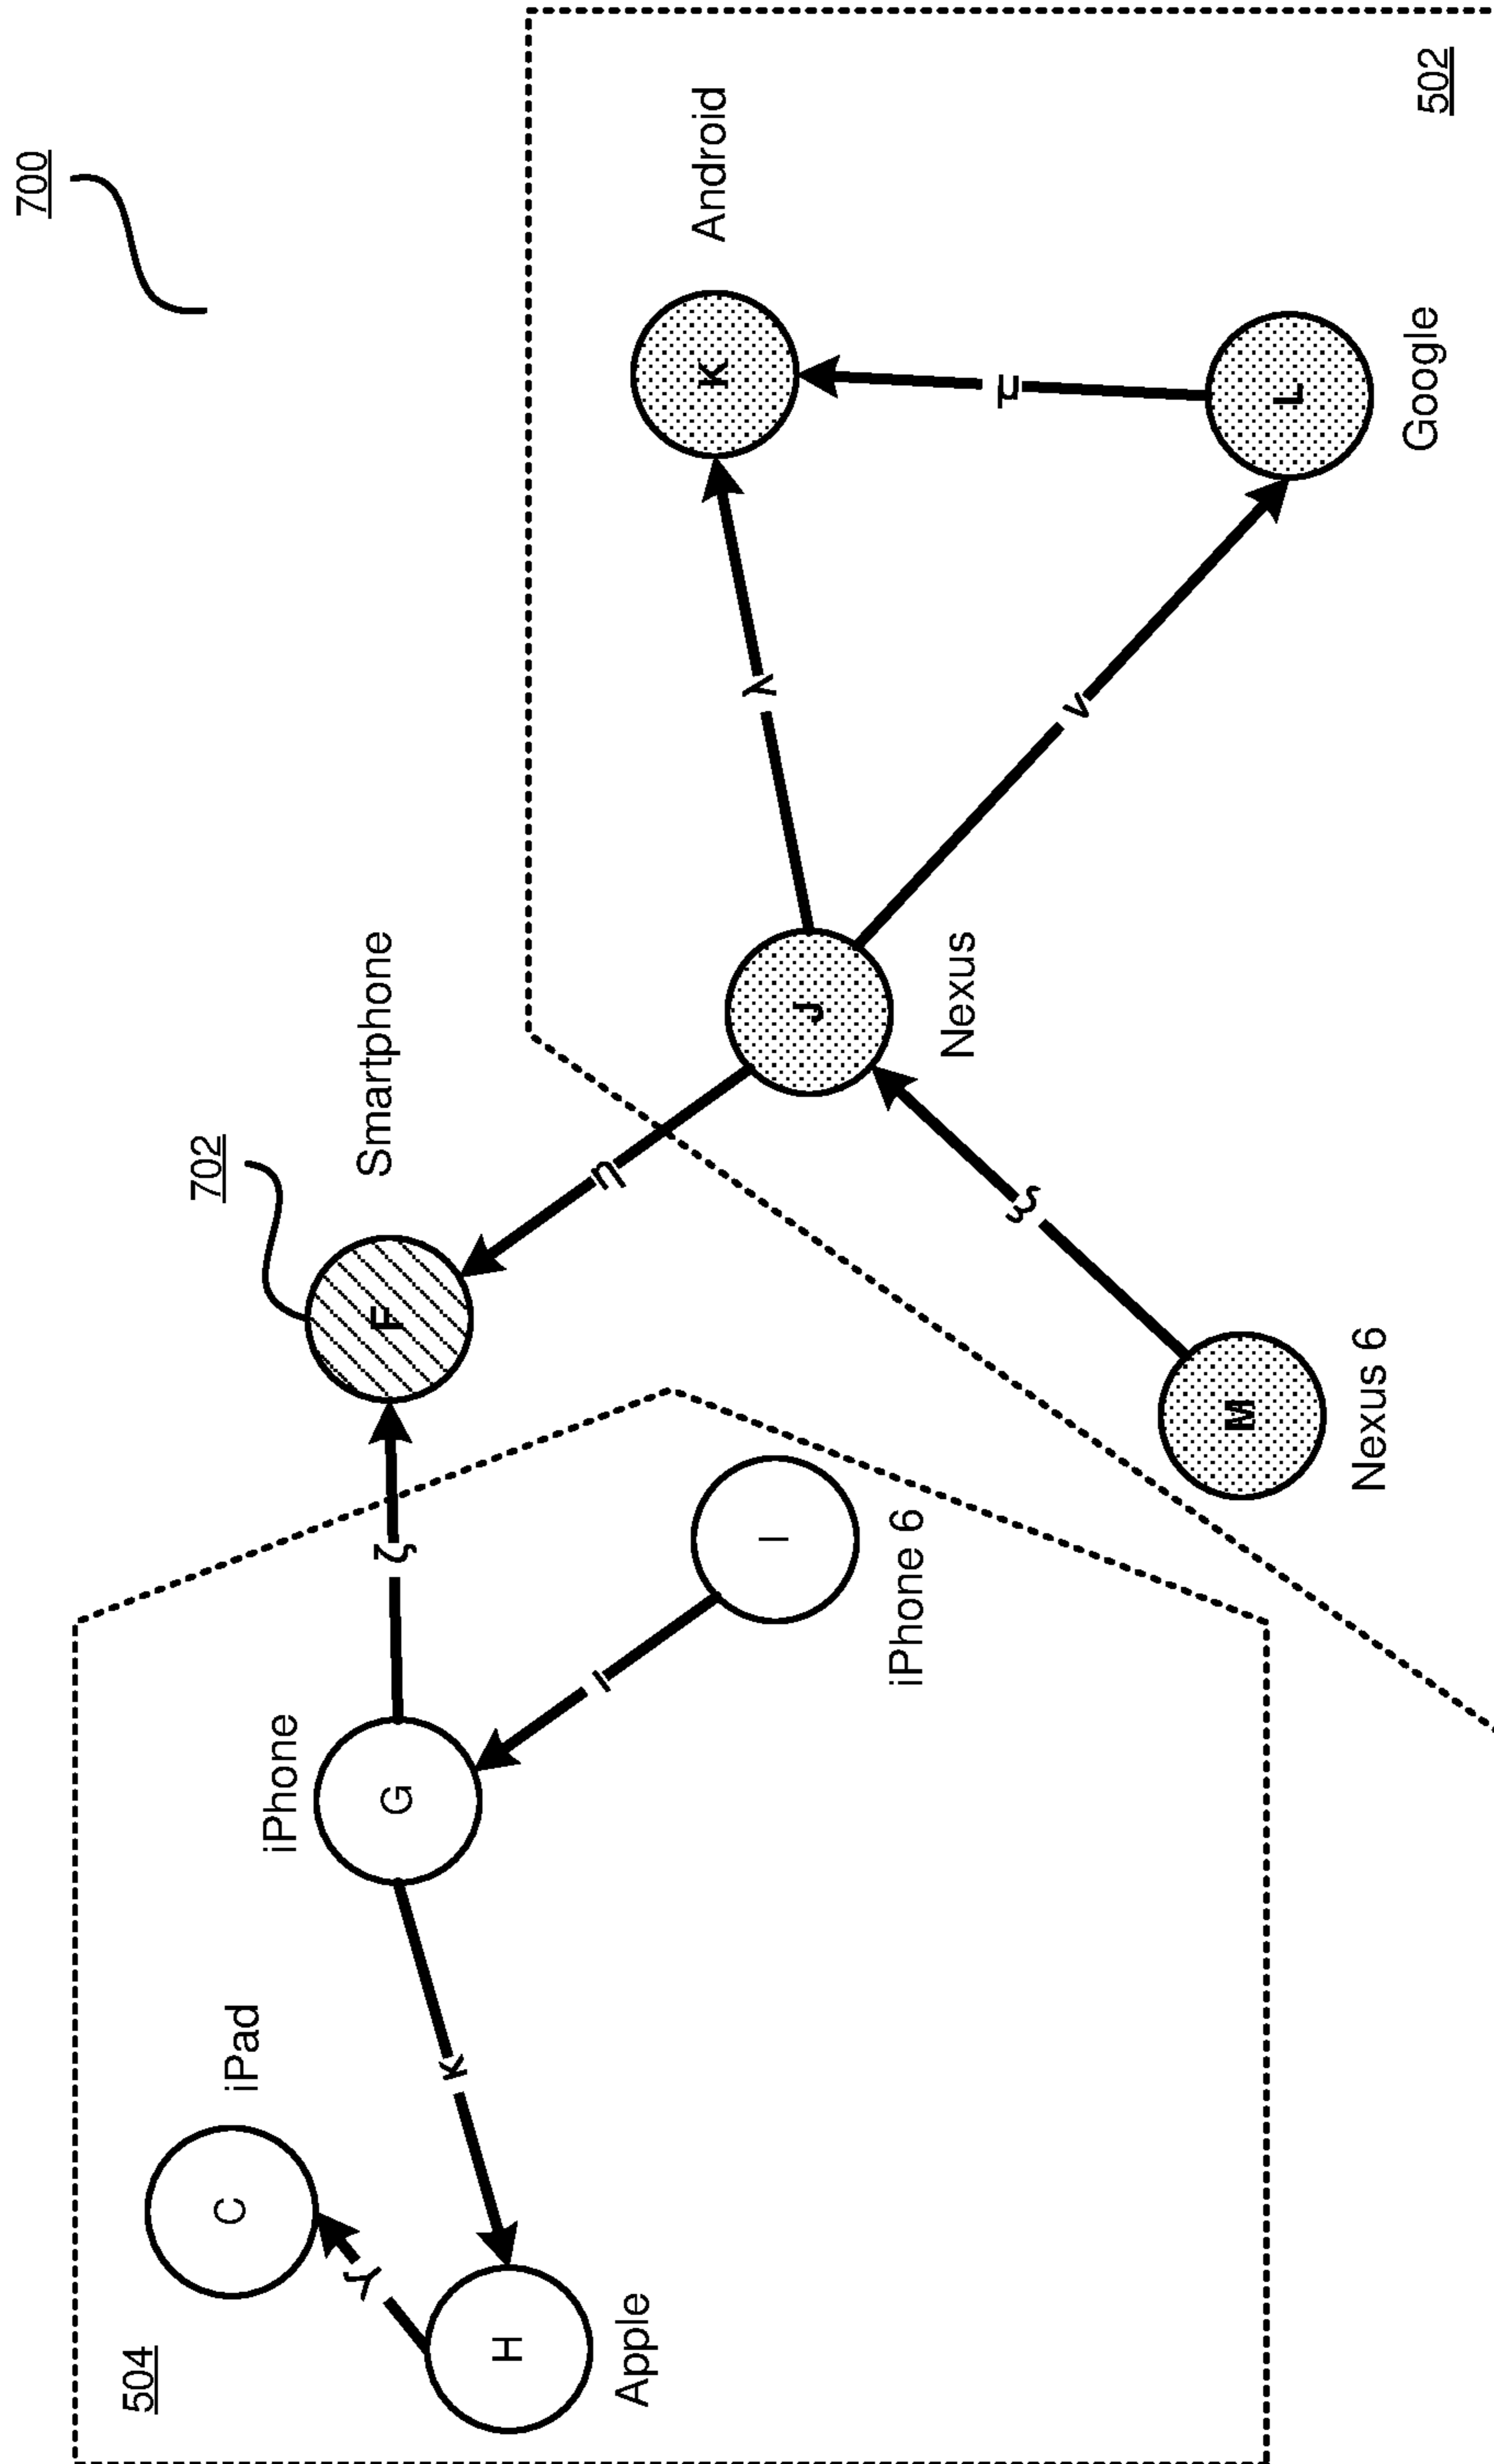 700
504
702
C
iPad
iPhone
γ
Smartphone
F
G
ζ
κ
H
ι
η
Apple
Android
K
λ
I
J
iPhone 6
Nexus
μ
ξ
ν
M
L
Nexus 6
Google
502